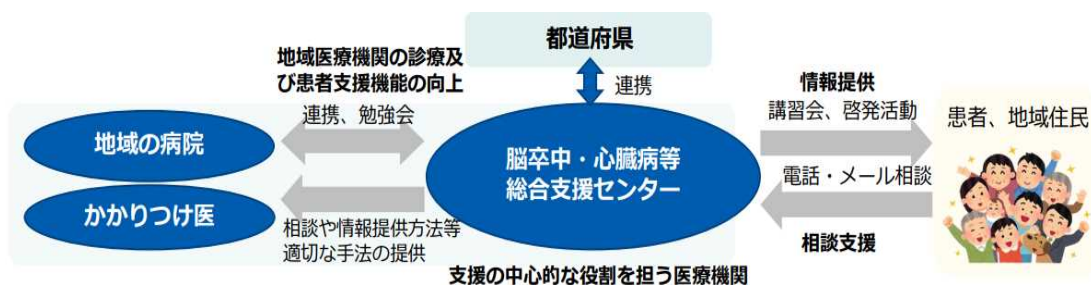 都道府県
地域医療機関の診療及
び患者支援機能の向上
連携
情報提供
連携、勉強会
講習会、啓発活動
患者、地域住民
地域の病院
脳卒中・心臓病等
総合支援センター
電話・メール相談
かかりつけ医
相談や情報提供方法等
適切な手法の提供
相談支援
支援の中心的な役割を担う医療機関